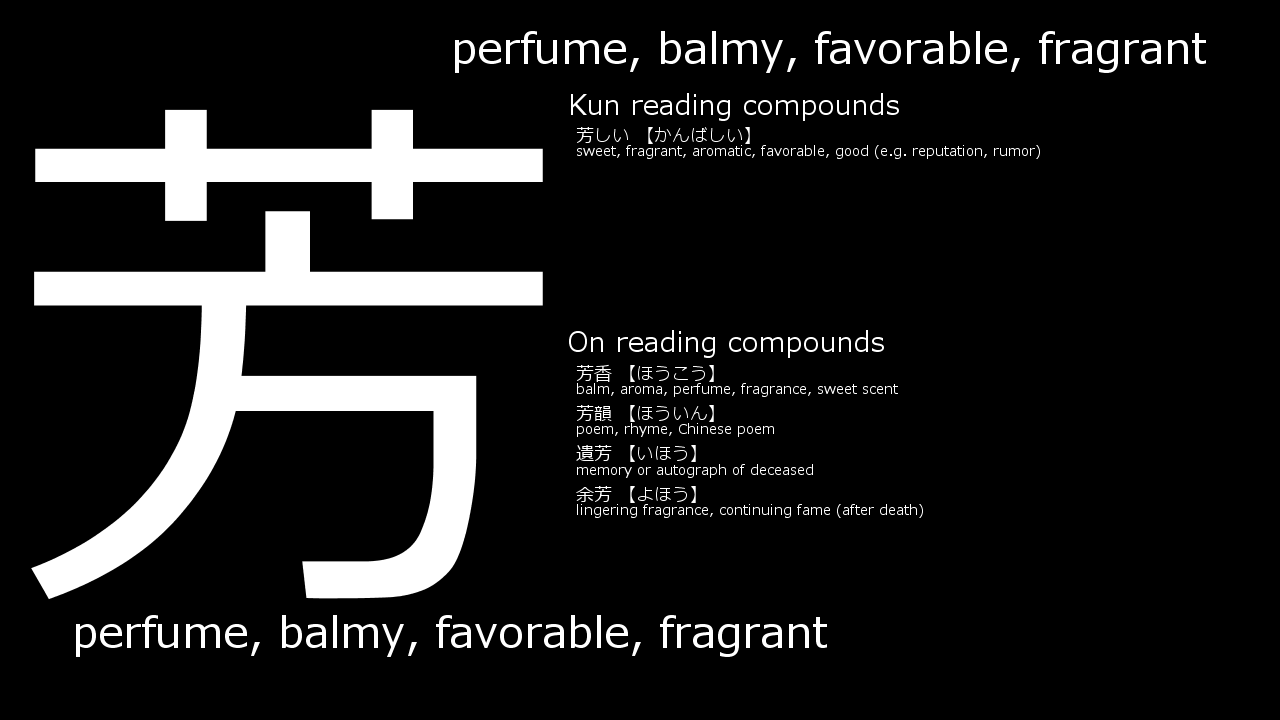 perfume, balmy, favorable, fragrant
芳
Kun reading compounds
芳しい 【かんばしい】
sweet, fragrant, aromatic, favorable, good (e.g. reputation, rumor)
On reading compounds
芳香 【ほうこう】
balm, aroma, perfume, fragrance, sweet scent
芳韻 【ほういん】
poem, rhyme, Chinese poem
遺芳 【いほう】
memory or autograph of deceased
余芳 【よほう】
lingering fragrance, continuing fame (after death)
perfume, balmy, favorable, fragrant